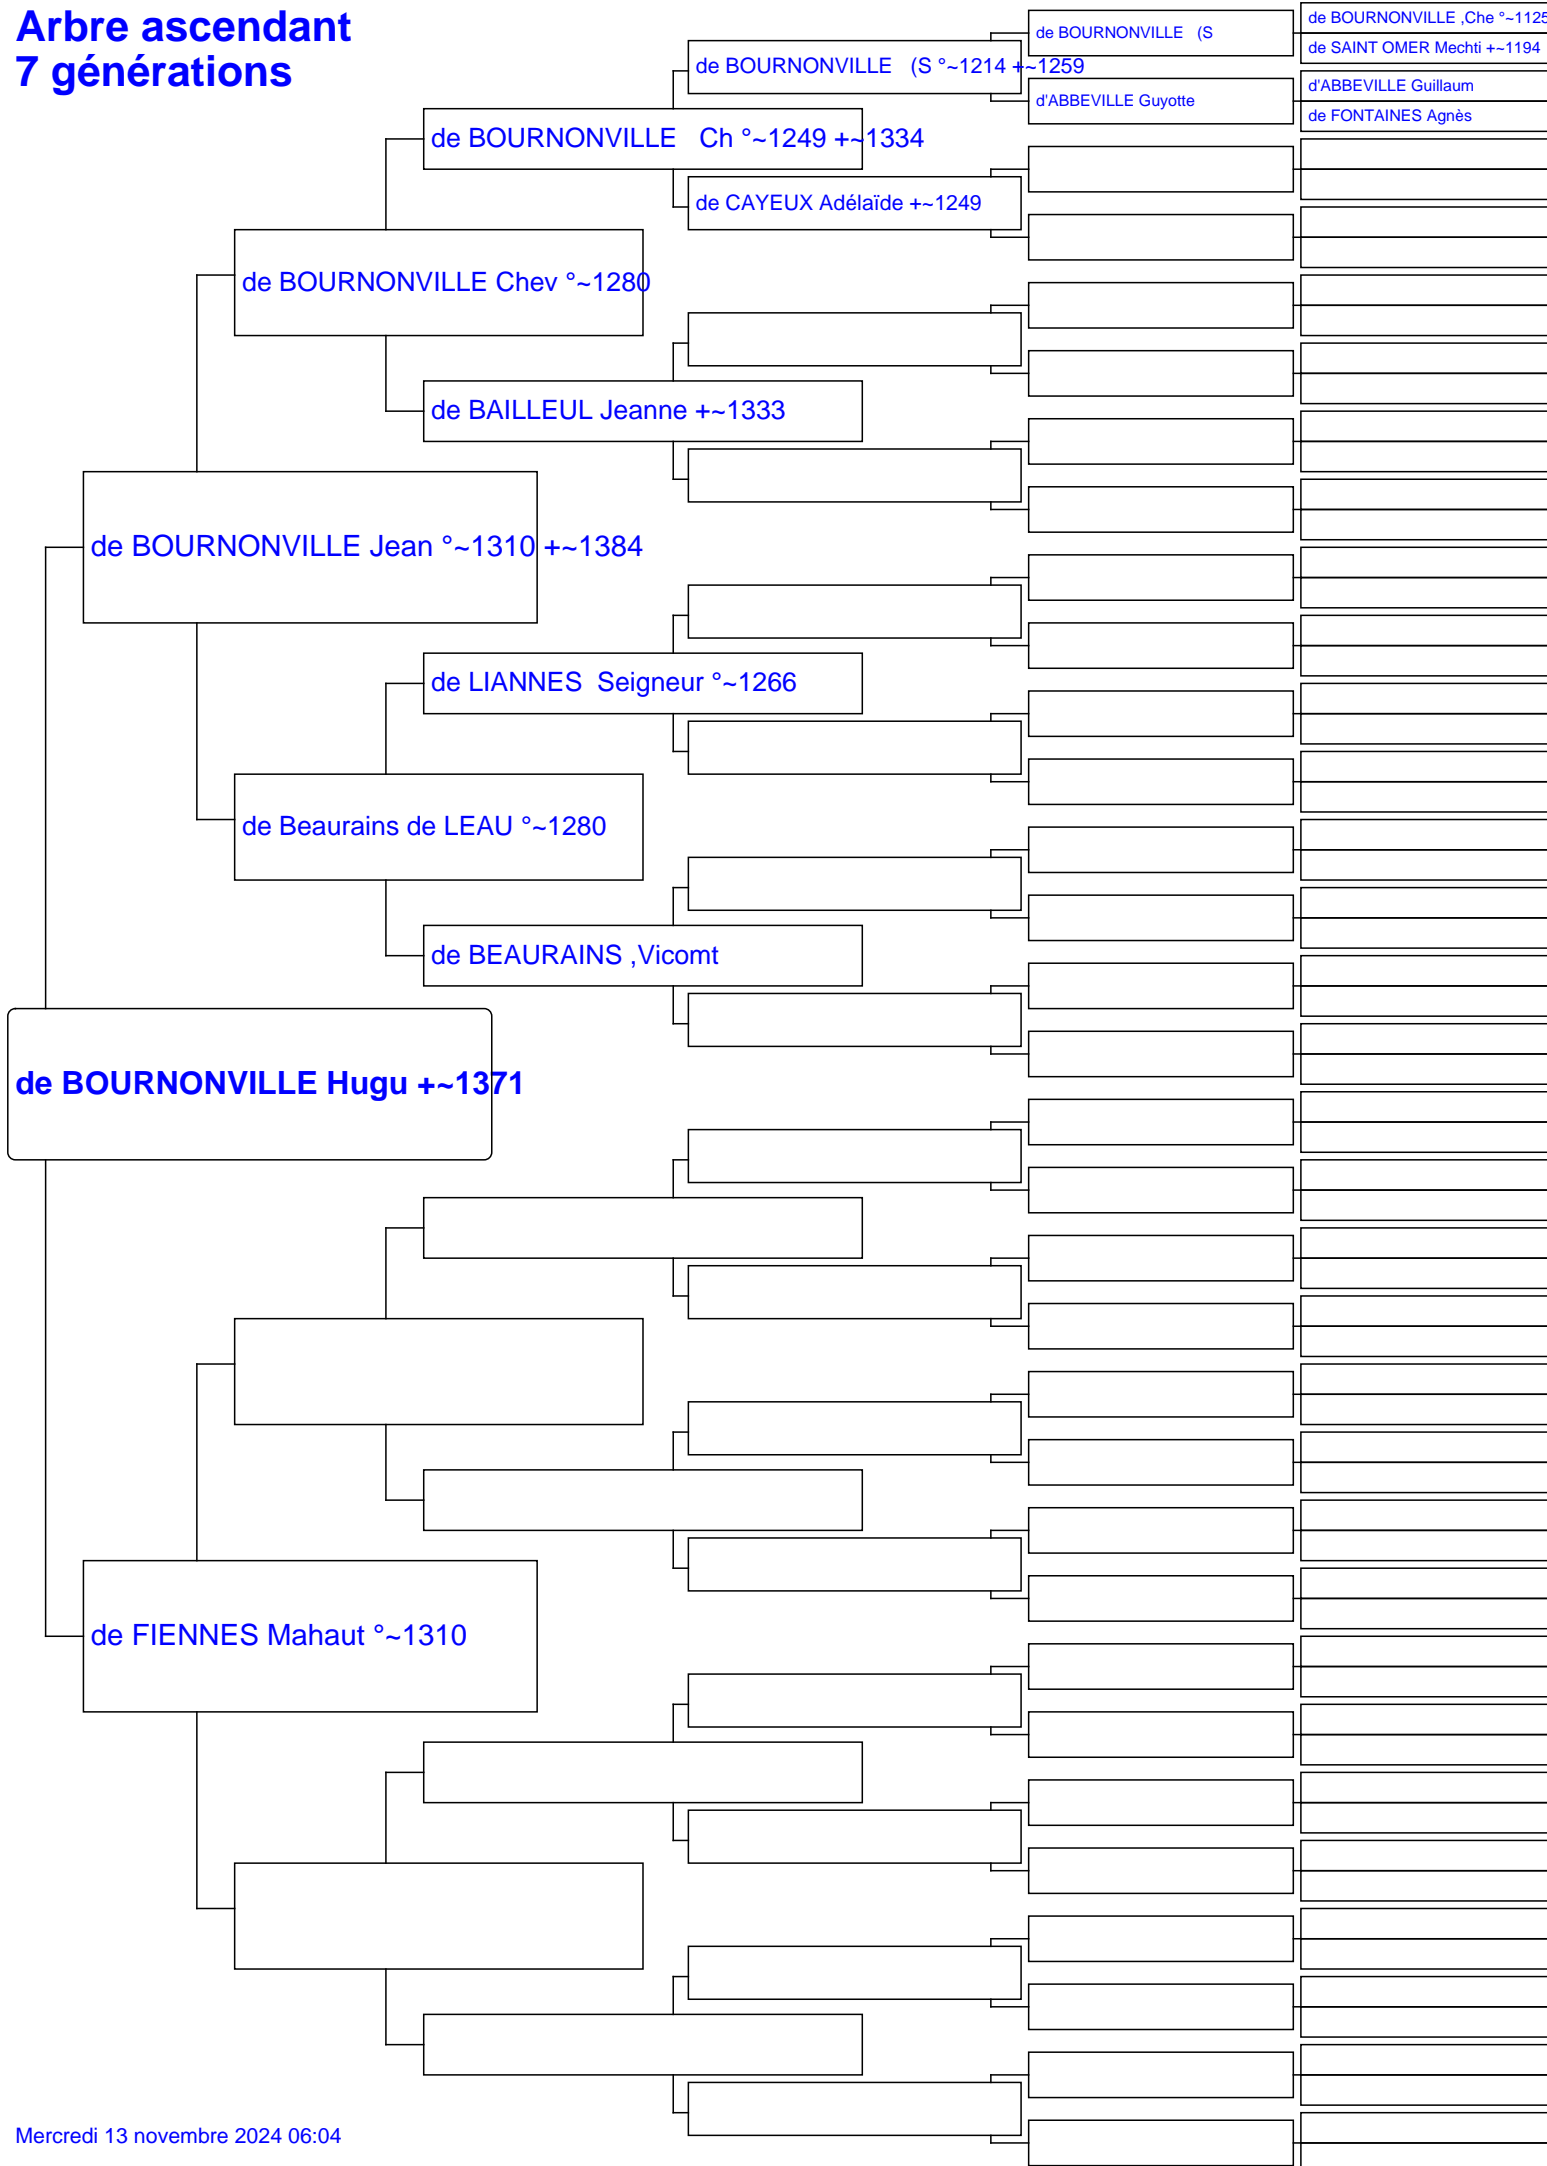 Arbre ascendant
7 générations
de BOURNONVILLE ,Che °~1125
de BOURNONVILLE (S
de SAINT OMER Mechti +~1194
de BOURNONVILLE (S °~1214 +~1259
d'ABBEVILLE Guillaum
d'ABBEVILLE Guyotte
de FONTAINES Agnès
de BOURNONVILLE Ch °~1249 +~1334
de CAYEUX Adélaïde +~1249
de BOURNONVILLE Chev °~1280
de BAILLEUL Jeanne +~1333
de BOURNONVILLE Jean °~1310 +~1384
de LIANNES Seigneur °~1266
de Beaurains de LEAU °~1280
de BEAURAINS ,Vicomt
de BOURNONVILLE Hugu +~1371
de FIENNES Mahaut °~1310
Mercredi 13 novembre 2024 06:04